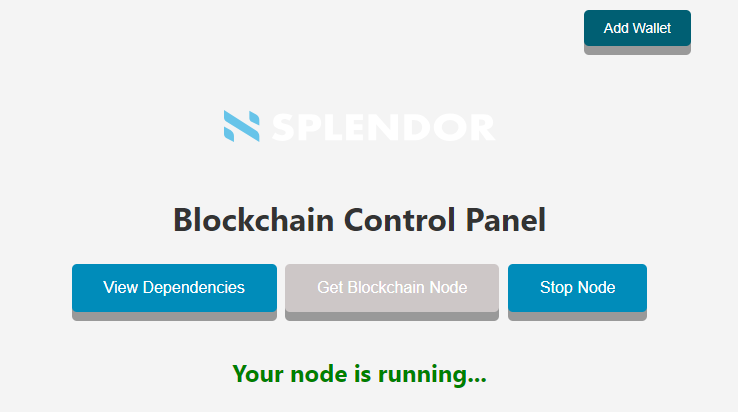 Add Wallet
SPLENDOR
Blockchain Control Panel
View Dependencies Get Blockchain Node Stop Node
Your node is running...